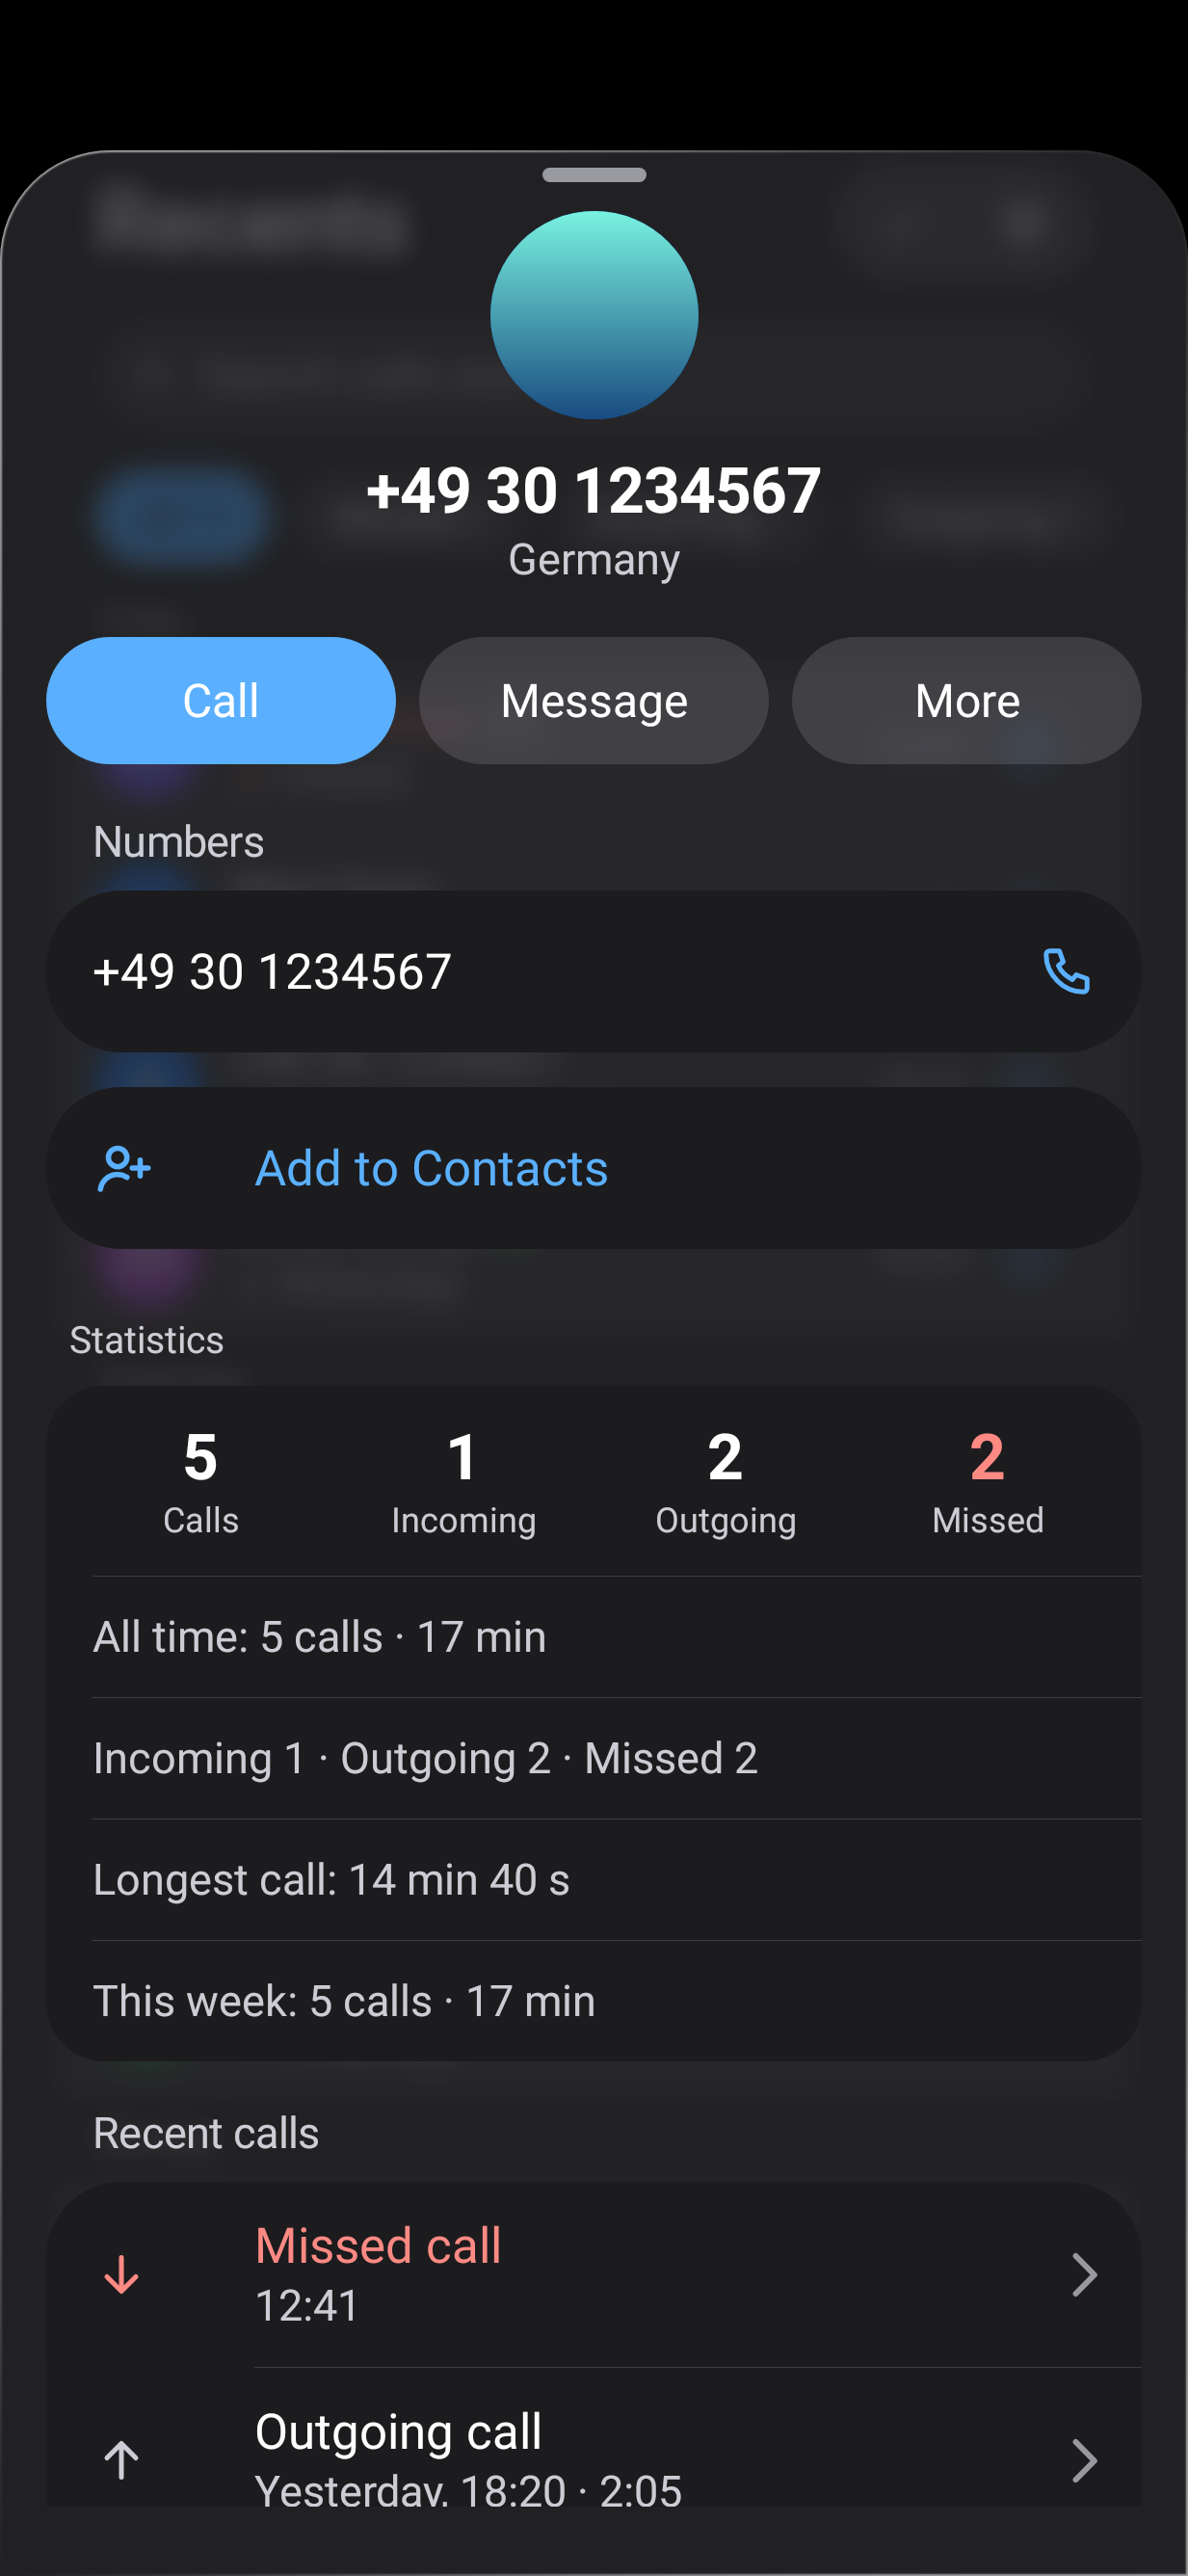 Recents
+49 30 1234567
Germany
Call
Message
More
Numbers
+49 30 1234567
Add to Contacts
Statistics
5
1
2
2
Calls
Incoming
Outgoing
Missed
All time: 5 calls · 17 min
Incoming 1 · Outgoing 2 · Missed 2
Longest call: 14 min 40 s
This week: 5 calls · 17 min
Recent calls
Missed call
12:41
Outgoing call
Yesterday, 18:20 · 2:05